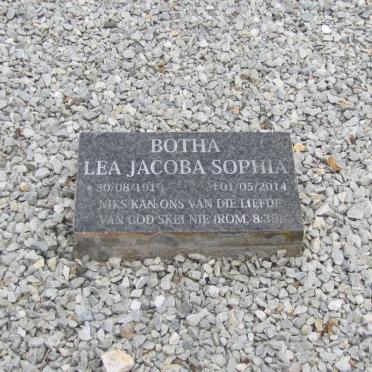 BOTHA
LEA JACOBA SOPHIA
*30/08/1919 †01/05/2014
NIKS KAN ONS VAN DIE LIEFDE
VAN GOD SKEI NIE (ROM. 8:39)